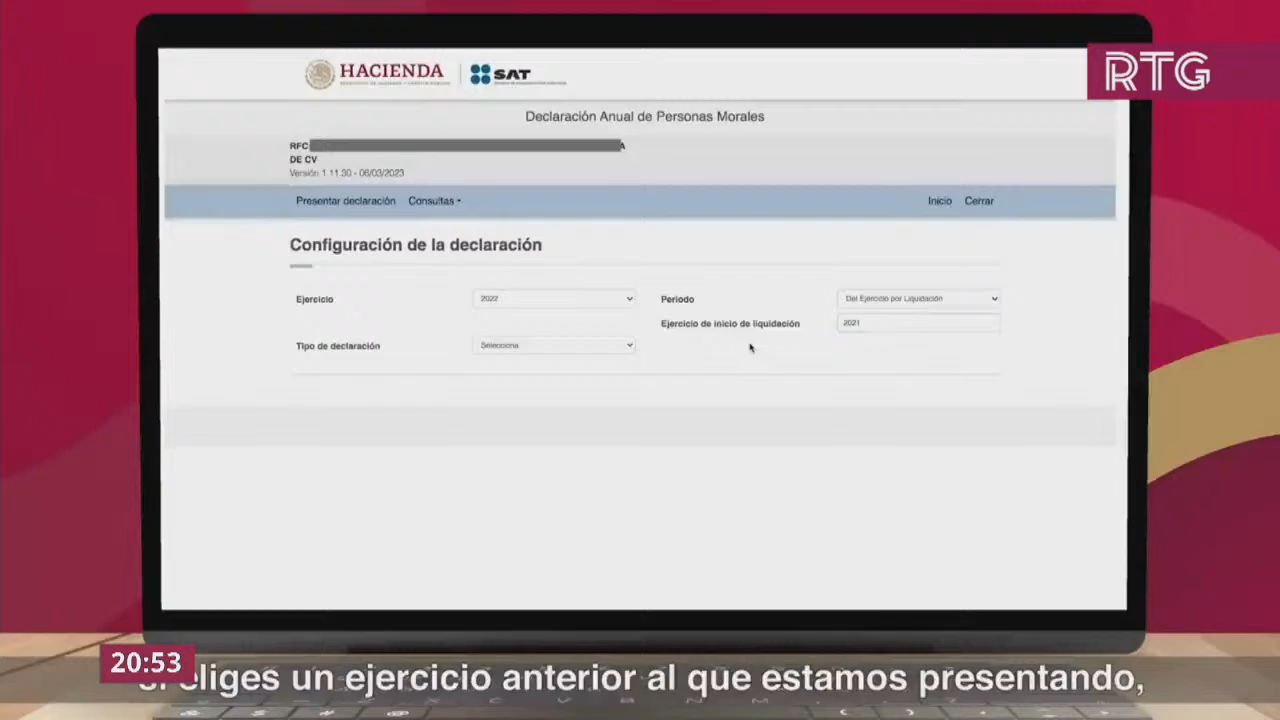 RTG
HACIENDA
SAT
Declaración Anual de Personas Morales
RFC A
DE CV
Versión 1.11.30 - 06/03/2023
Presentar declaración Consultas Inicio Cerrar
Configuración de la declaración
Ejercicio 2022 Periodo Del Ejercicio por Liquidación
Ejercicio de inicio de liquidación 2021
Tipo de declaración Selecciona
20:53
si eliges un ejercicio anterior al que estamos presentando,